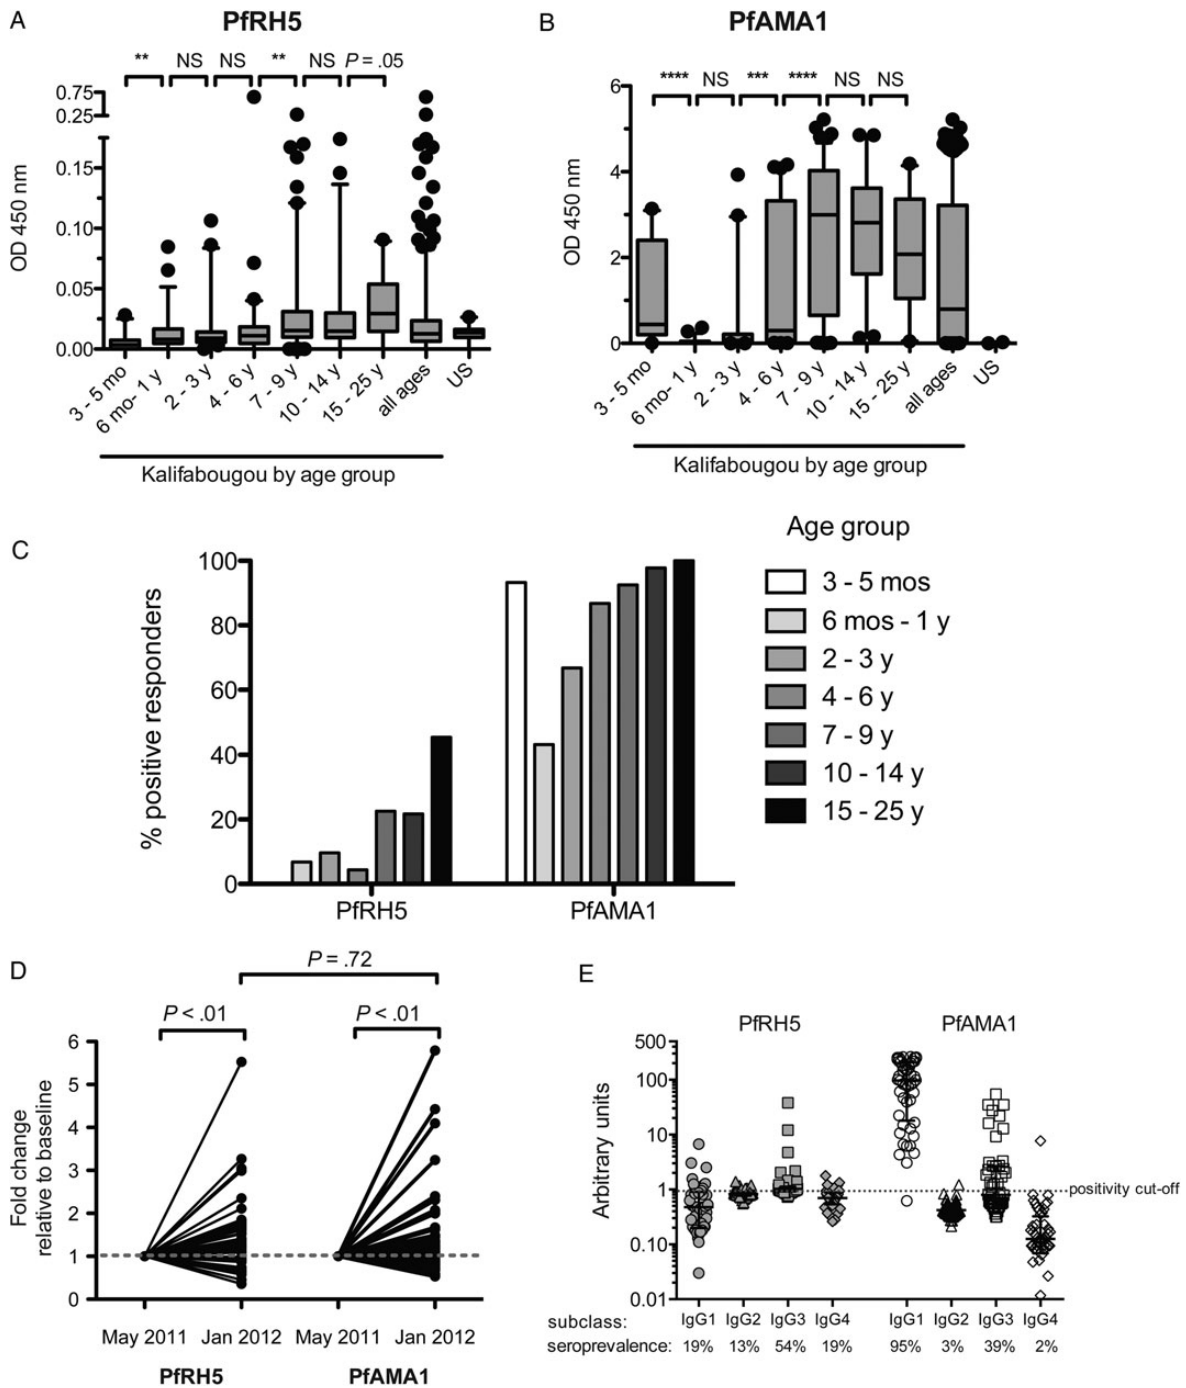 A
PfRH5
** NS NS ** NS P = .05
0.75
0.25
0.15
0.10
0.05
0.00
OD 450 nm
3 - 5 mo
6 mo- 1 y
2 - 3 y
4 - 6 y
7 - 9 y
10 - 14 y
15 - 25 y
all ages
US
Kalifabougou by age group
B
PfAMA1
**** NS *** **** NS NS
6
4
2
0
OD 450 nm
3 - 5 mo
6 mo- 1 y
2 - 3 y
4 - 6 y
7 - 9 y
10 - 14 y
15 - 25 y
all ages
US
Kalifabougou by age group
C
100
80
60
40
20
0
% positive responders
PfRH5 PfAMA1
Age group
3 - 5 mos
6 mos - 1 y
2 - 3 y
4 - 6 y
7 - 9 y
10 - 14 y
15 - 25 y
D
P = .72
P < .01 P < .01
6
5
4
3
2
1
0
Fold change
relative to baseline
May 2011 Jan 2012 May 2011 Jan 2012
PfRH5 PfAMA1
E
PfRH5 PfAMA1
500
100
10
1
0.10
0.01
Arbitrary units
positivity cut-off
subclass: IgG1 IgG2 IgG3 IgG4 IgG1 IgG2 IgG3 IgG4
seroprevalence: 19% 13% 54% 19% 95% 3% 39% 2%